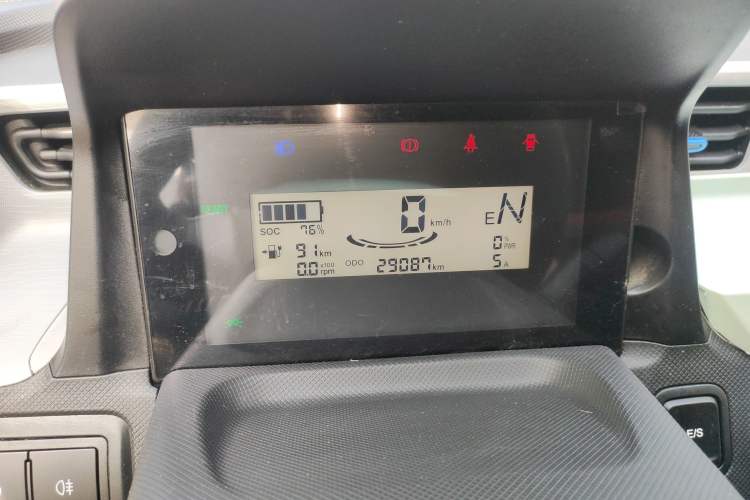 0 km/h
E N
SOC 76%
91 km
0.0 x100 rpm
ODO 29087 km
0 % PWR
5 A
E/S